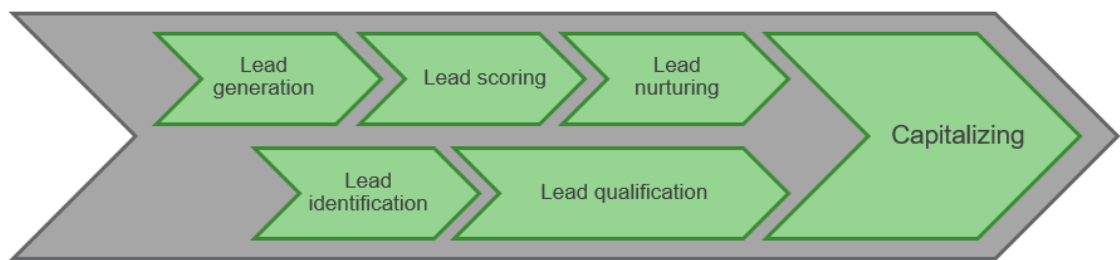 Lead
generation
Lead scoring
Lead
nurturing
Capitalizing
Lead
identification
Lead qualification